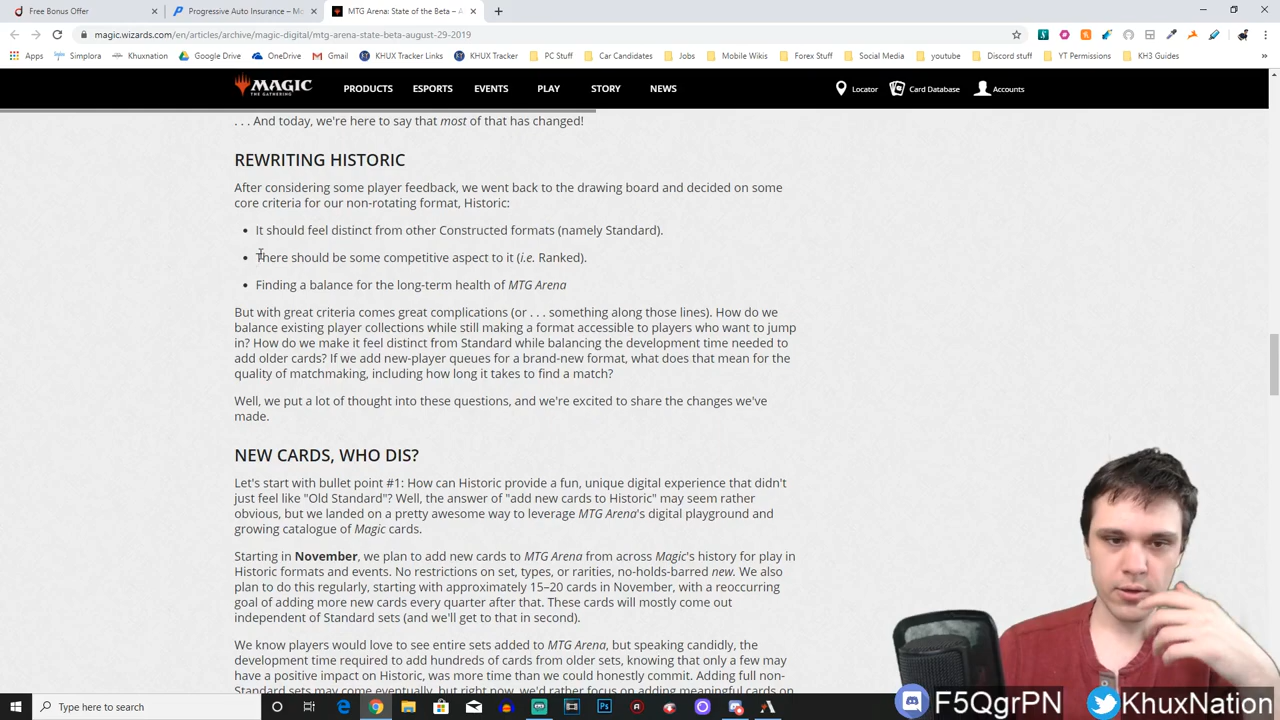 Free Bonus Offer
Progressive Auto Insurance – Mo
MTG Arena: State of the Beta – A
magic.wizards.com/en/articles/archive/magic-digital/mtg-arena-state-beta-august-29-2019
Apps Simplora Khuxnation Google Drive OneDrive Gmail KHUX Tracker KHUX Tracker PC Stuff Car Candidates Jobs Mobile Wikis Forex Stuff Social Media youtube Discord stuff YT Permissions KH3 Guides
MAGIC THE GATHERING PRODUCTS ESPORTS EVENTS PLAY STORY NEWS Locator Card Database Accounts
. . . And today, we're here to say that most of that has changed!
REWRITING HISTORIC
After considering some player feedback, we went back to the drawing board and decided on some
core criteria for our non-rotating format, Historic:
• It should feel distinct from other Constructed formats (namely Standard).
• There should be some competitive aspect to it (i.e. Ranked).
• Finding a balance for the long-term health of MTG Arena
But with great criteria comes great complications (or . . . something along those lines). How do we
balance existing player collections while still making a format accessible to players who want to jump
in? How do we make it feel distinct from Standard while balancing the development time needed to
add older cards? If we add new-player queues for a brand-new format, what does that mean for the
quality of matchmaking, including how long it takes to find a match?
Well, we put a lot of thought into these questions, and we're excited to share the changes we've
made.
NEW CARDS, WHO DIS?
Let's start with bullet point #1: How can Historic provide a fun, unique digital experience that didn't
just feel like "Old Standard"? Well, the answer of "add new cards to Historic" may seem rather
obvious, but we landed on a pretty awesome way to leverage MTG Arena's digital playground and
growing catalogue of Magic cards.
Starting in November, we plan to add new cards to MTG Arena from across Magic's history for play in
Historic formats and events. No restrictions on set, types, or rarities, no-holds-barred new. We also
plan to do this regularly, starting with approximately 15–20 cards in November, with a reoccurring
goal of adding more new cards every quarter after that. These cards will mostly come out
independent of Standard sets (and we'll get to that in second).
We know players would love to see entire sets added to MTG Arena, but speaking candidly, the
development time required to add hundreds of cards from older sets, knowing that only a few may
have a positive impact on Historic, was more time than we could honestly commit. Adding full non-
Standard sets may come eventually, but right now, we'd rather focus on adding meaningful cards on
F5QgrPN KhuxNation
Type here to search